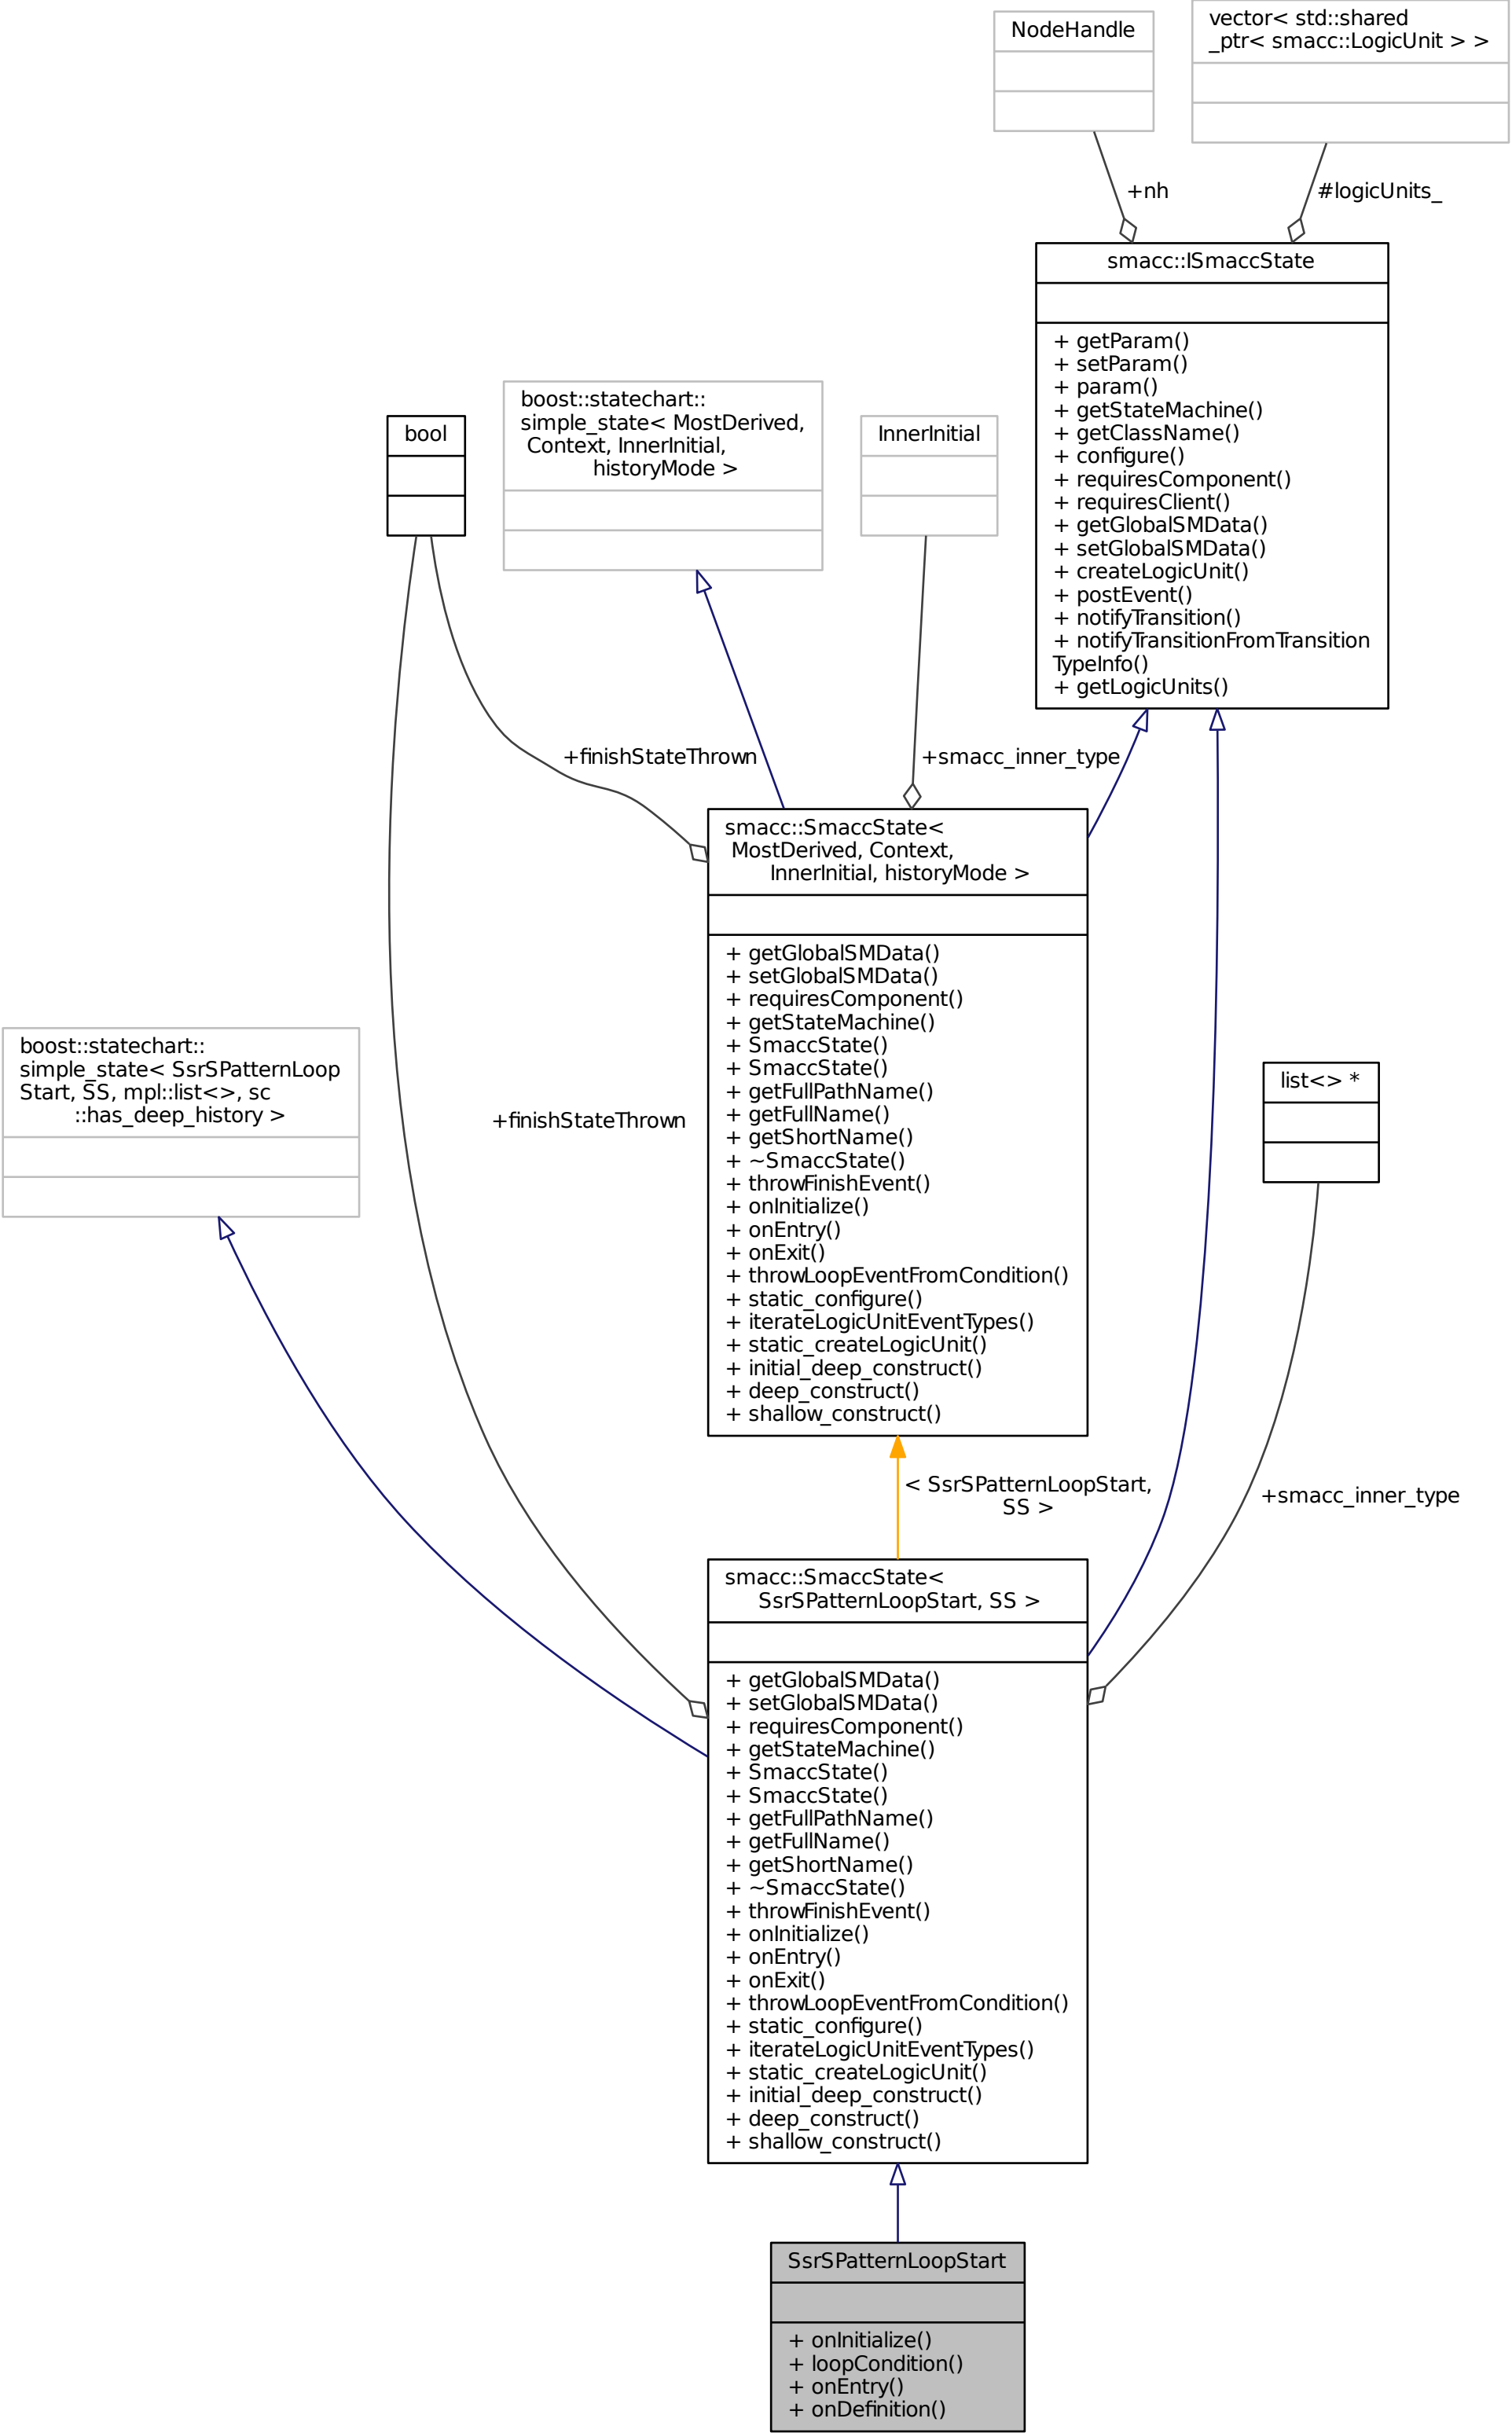 NodeHandle
vector< std::shared
_ptr< smacc::LogicUnit > >
+nh
#logicUnits_
smacc::ISmaccState
+ getParam()
+ setParam()
+ param()
+ getStateMachine()
+ getClassName()
+ configure()
+ requiresComponent()
+ requiresClient()
+ getGlobalSMData()
+ setGlobalSMData()
+ createLogicUnit()
+ postEvent()
+ notifyTransition()
+ notifyTransitionFromTransition
TypeInfo()
+ getLogicUnits()
boost::statechart::
simple_state< MostDerived,
Context, InnerInitial,
historyMode >
bool
InnerInitial
+finishStateThrown
+smacc_inner_type
smacc::SmaccState<
MostDerived, Context,
InnerInitial, historyMode >
+ getGlobalSMData()
+ setGlobalSMData()
+ requiresComponent()
+ getStateMachine()
+ SmaccState()
+ SmaccState()
+ getFullPathName()
+ getFullName()
+ getShortName()
+ ~SmaccState()
+ throwFinishEvent()
+ onInitialize()
+ onEntry()
+ onExit()
+ throwLoopEventFromCondition()
+ static_configure()
+ iterateLogicUnitEventTypes()
+ static_createLogicUnit()
+ initial_deep_construct()
+ deep_construct()
+ shallow_construct()
boost::statechart::
simple_state< SsrSPatternLoop
Start, SS, mpl::list<>, sc
::has_deep_history >
+finishStateThrown
list<> *
< SsrSPatternLoopStart,
SS >
+smacc_inner_type
smacc::SmaccState<
SsrSPatternLoopStart, SS >
+ getGlobalSMData()
+ setGlobalSMData()
+ requiresComponent()
+ getStateMachine()
+ SmaccState()
+ SmaccState()
+ getFullPathName()
+ getFullName()
+ getShortName()
+ ~SmaccState()
+ throwFinishEvent()
+ onInitialize()
+ onEntry()
+ onExit()
+ throwLoopEventFromCondition()
+ static_configure()
+ iterateLogicUnitEventTypes()
+ static_createLogicUnit()
+ initial_deep_construct()
+ deep_construct()
+ shallow_construct()
SsrSPatternLoopStart
+ onInitialize()
+ loopCondition()
+ onEntry()
+ onDefinition()